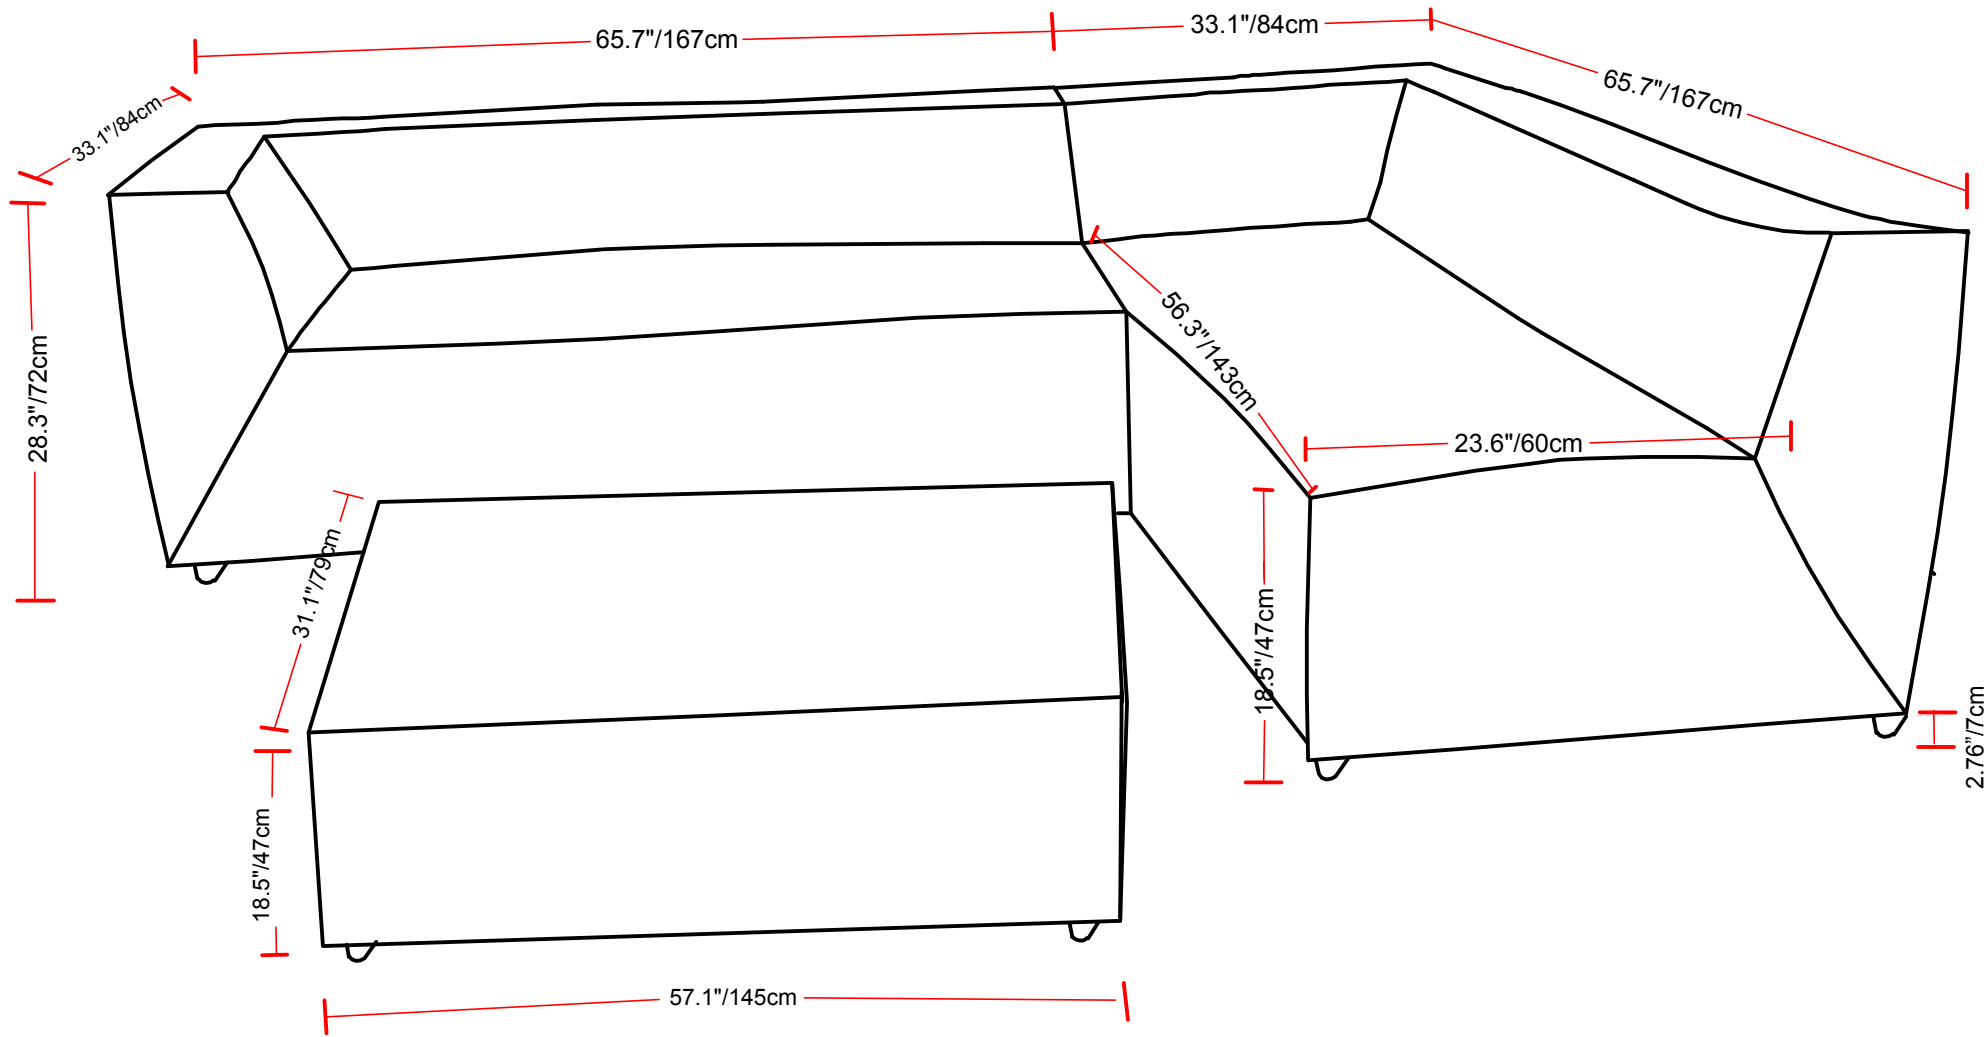 65.7"/167cm
33.1"/84cm
65.7"/167cm
33.1"/84cm
28.3"/72cm
56.3"/143cm
23.6"/60cm
31.1"/79cm
18.5"/47cm
2.76”/7cm
18.5"/47cm
57.1"/145cm